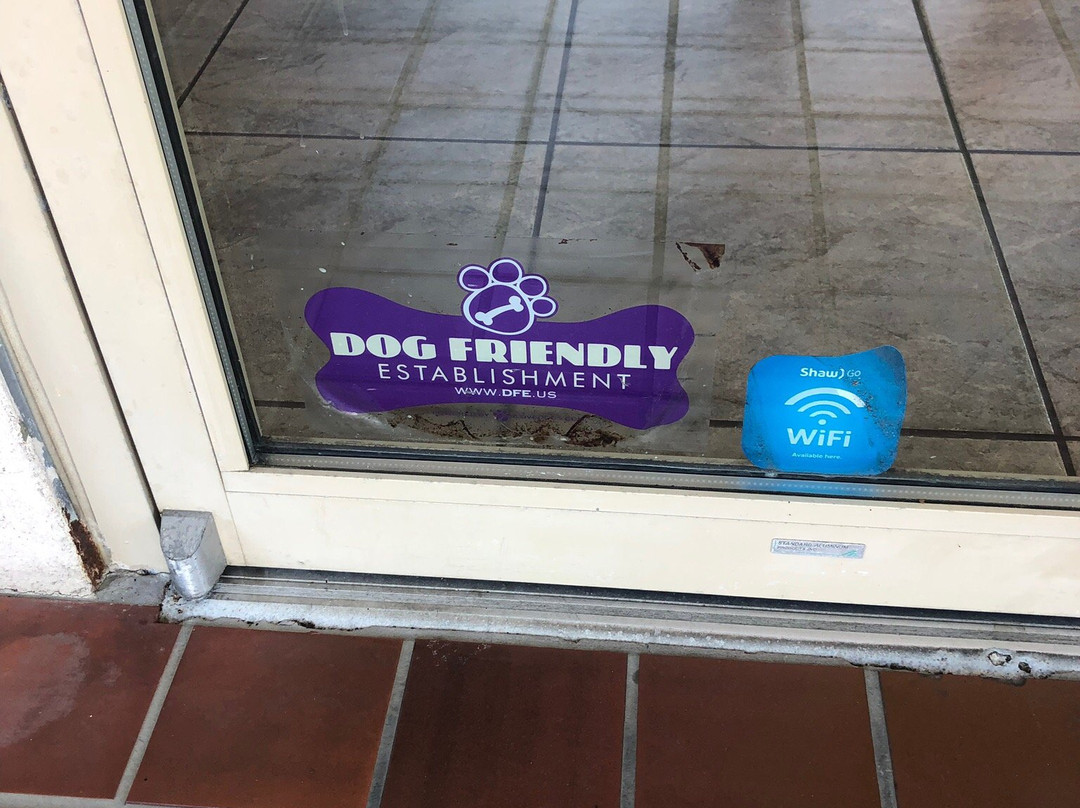 DOG FRIENDLY
ESTABLISHMENT
WWW.DFE.US
Shaw) Go
WiFi
Available here.